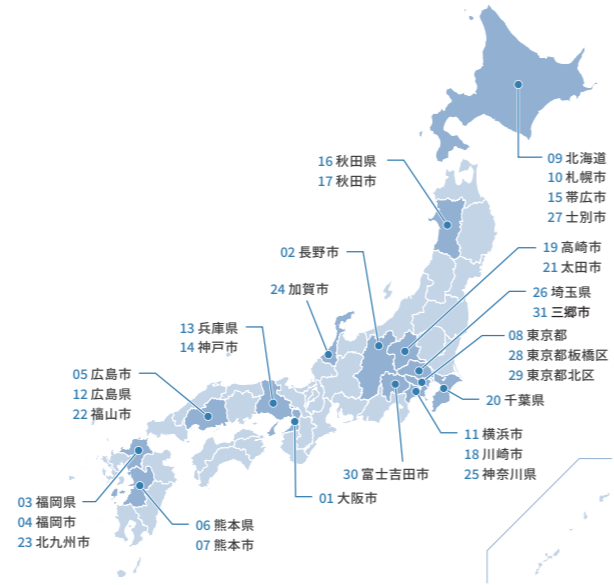 09 北海道
10 札幌市
15 帯広市
27 士別市
16 秋田県
17 秋田市
19 高崎市
21 太田市
02 長野市
24 加賀市
26 埼玉県
31 三郷市
13 兵庫県
14 神戸市
08 東京都
28 東京都板橋区
29 東京都北区
05 広島市
12 広島県
22 福山市
20 千葉県
11 横浜市
18 川崎市
25 神奈川県
30 富士吉田市
01 大阪市
03 福岡県
04 福岡市
23 北九州市
06 熊本県
07 熊本市